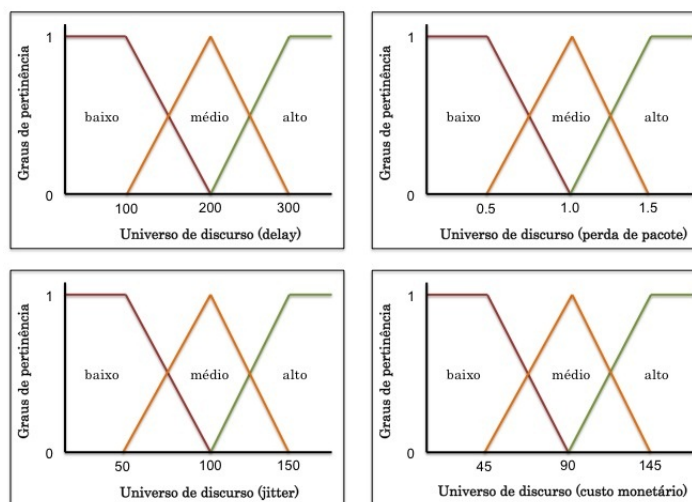 Graus de pertinência
1
baixo
médio
alto
0
100
200
300
Universo de discurso (delay)
Graus de pertinência
1
baixo
médio
alto
0
0.5
1.0
1.5
Universo de discurso (perda de pacote)
Graus de pertinência
1
baixo
médio
alto
0
50
100
150
Universo de discurso (jitter)
Graus de pertinência
1
baixo
médio
alto
0
45
90
145
Universo de discurso (custo monetário)